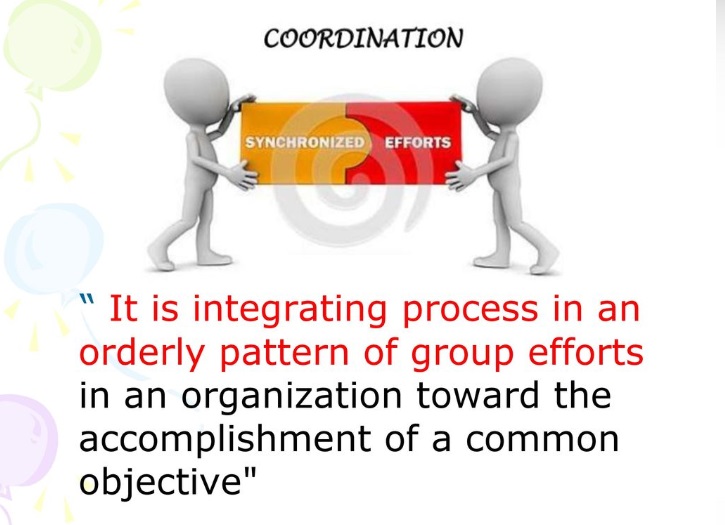 COORDINATION
SYNCHRONIZED EFFORTS
“ It is integrating process in an
orderly pattern of group efforts
in an organization toward the
accomplishment of a common
objective"